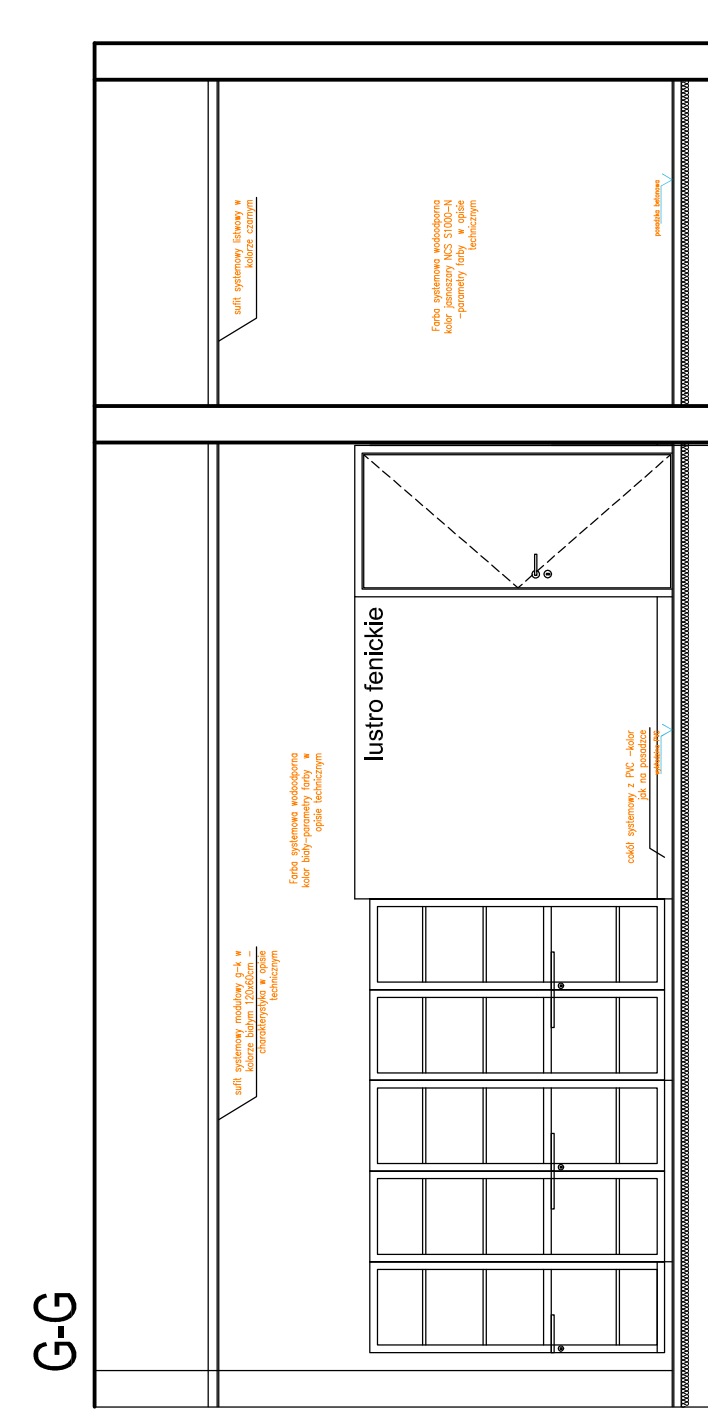 G-G
sufit systemowy modułowy g-k w
kolorze białym 120x60cm -
charakterystyka w opisie
technicznym
Farba systemowa wodoodporna
kolor biały-parametry farby w
opisie technicznym
lustro fenickie
cokół systemowy z PVC -kolor
jak na posadzce
sufit systemowy listwowy w
kolorze czarnym
Farba systemowa wodoodporna
kolor jasnoszary NCS S1000-N
-parametry farby w opisie
technicznym
posadzka betonowa